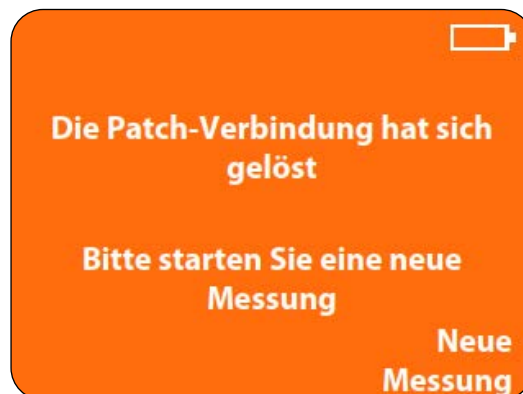 Die Patch-Verbindung hat sich
gelöst
Bitte starten Sie eine neue
Messung
Neue
Messung